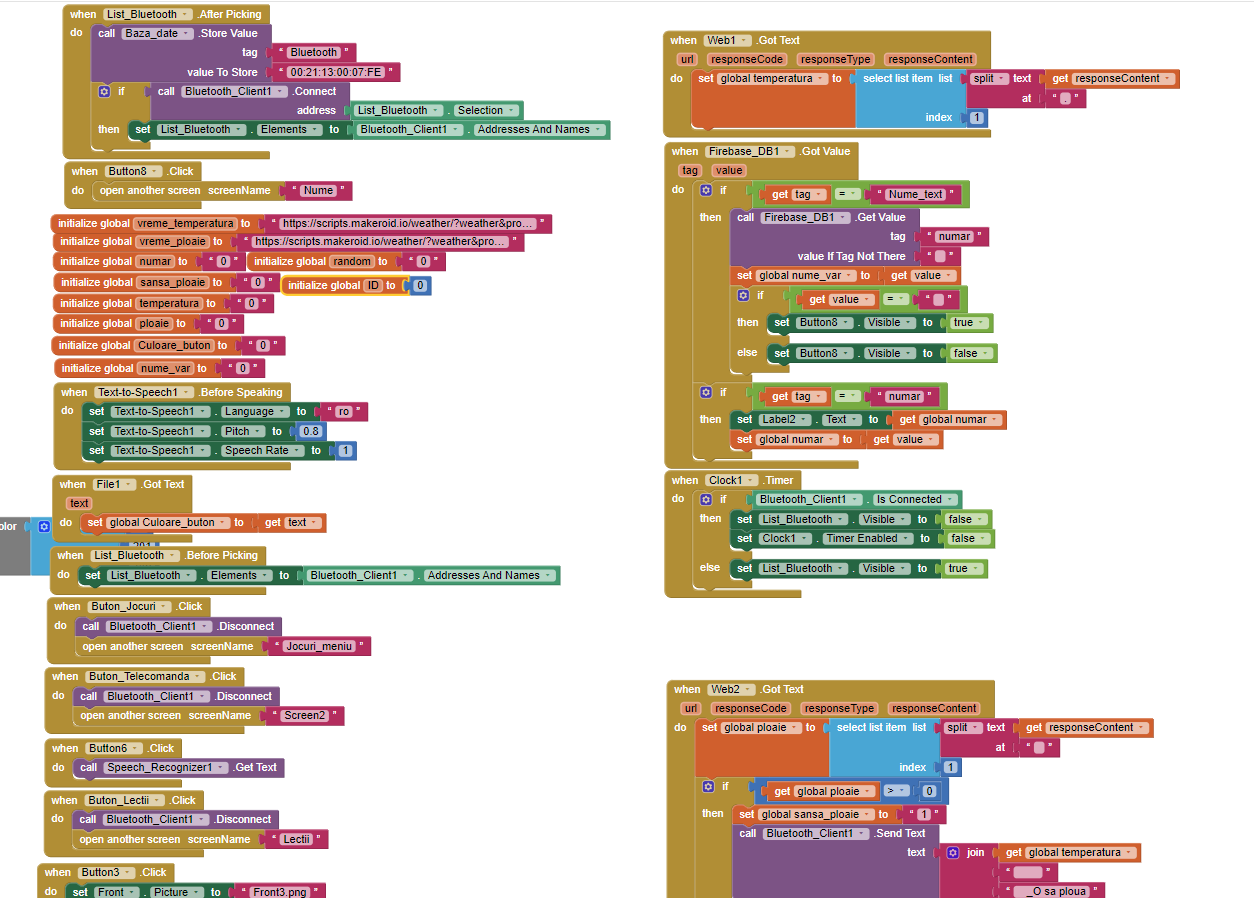 when List_Bluetooth .After Picking
do call Baza_date .Store Value
tag " Bluetooth "
value To Store " 00:21:13:00:07:FE "
if call Bluetooth_Client1 .Connect
address List_Bluetooth . Selection
then set List_Bluetooth . Elements to Bluetooth_Client1 . Addresses And Names
when Button8 .Click
do open another screen screenName " Nume "
initialize global vreme_temperatura to " https://scripts.makeroid.io/weather/?weather&pro... "
initialize global vreme_ploaie to " https://scripts.makeroid.io/weather/?weather&pro... "
initialize global numar to " 0 " initialize global random to " 0 "
initialize global sansa_ploaie to " 0 " initialize global ID to 0
initialize global temperatura to " 0 "
initialize global ploaie to " 0 "
initialize global Culoare_buton to " 0 "
initialize global nume_var to " 0 "
when Text-to-Speech1 .Before Speaking
do set Text-to-Speech1 . Language to " ro "
set Text-to-Speech1 . Pitch to 0.8
set Text-to-Speech1 . Speech Rate to 1
when File1 .Got Text
text
do set global Culoare_buton to get text
when List_Bluetooth .Before Picking
do set List_Bluetooth . Elements to Bluetooth_Client1 . Addresses And Names
when Buton_Jocuri .Click
do call Bluetooth_Client1 .Disconnect
open another screen screenName " Jocuri_meniu "
when Buton_Telecomanda .Click
do call Bluetooth_Client1 .Disconnect
open another screen screenName " Screen2 "
when Button6 .Click
do call Speech_Recognizer1 .Get Text
when Buton_Lectii .Click
do call Bluetooth_Client1 .Disconnect
open another screen screenName " Lectii "
when Button3 .Click
do set Front . Picture to " Front3.png "
when Web1 .Got Text
url responseCode responseType responseContent
do set global temperatura to select list item list split text get responseContent
at " . "
index 1
when Firebase_DB1 .Got Value
tag value
do if get tag = " Nume_text "
then call Firebase_DB1 .Get Value
tag " numar "
value If Tag Not There " "
set global nume_var to get value
if get value = " "
then set Button8 . Visible to true
else set Button8 . Visible to false
if get tag = " numar "
then set Label2 . Text to get global numar
set global numar to get value
when Clock1 .Timer
do if Bluetooth_Client1 . Is Connected
then set List_Bluetooth . Visible to false
set Clock1 . Timer Enabled to false
else set List_Bluetooth . Visible to true
when Web2 .Got Text
url responseCode responseType responseContent
do set global ploaie to select list item list split text get responseContent
at " "
index 1
if get global ploaie > 0
then set global sansa_ploaie to " 1 "
call Bluetooth_Client1 .Send Text
text join get global temperatura
" "
" _O sa ploua "